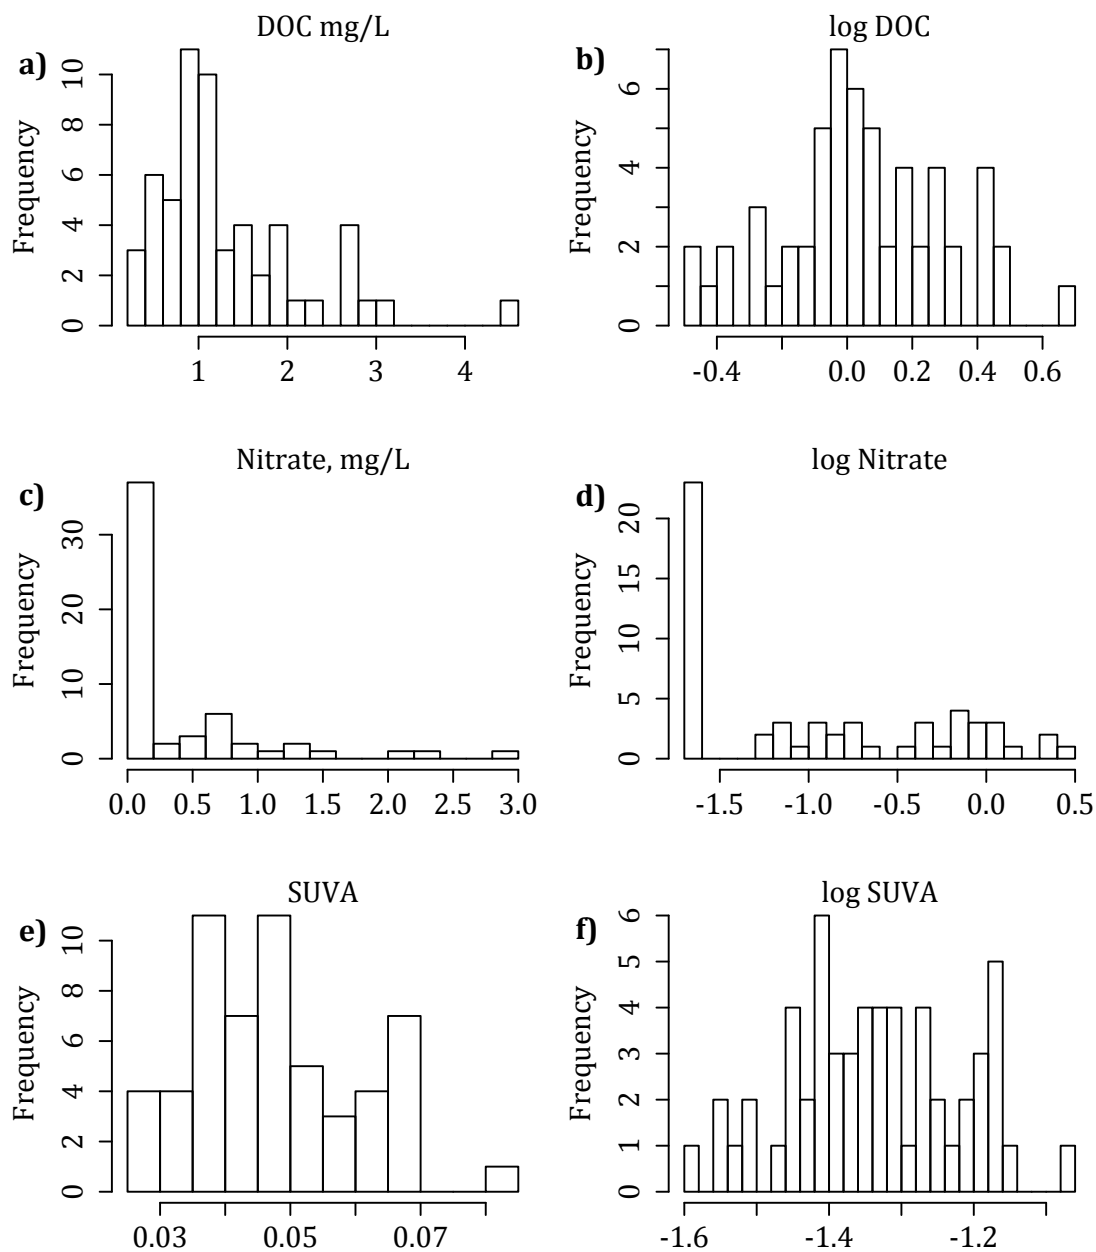 DOC mg/L
a)
Frequency
0 2 4 6 8 10
1 2 3 4
log DOC
b)
Frequency
0 2 4 6
-0.4 0.0 0.2 0.4 0.6
Nitrate, mg/L
c)
Frequency
0 10 20 30
0.0 0.5 1.0 1.5 2.0 2.5 3.0
log Nitrate
d)
Frequency
0 5 10 15 20
-1.5 -1.0 -0.5 0.0 0.5
SUVA
e)
Frequency
0 2 4 6 8 10
0.03 0.05 0.07
log SUVA
f)
Frequency
0 1 2 3 4 5 6
-1.6 -1.4 -1.2